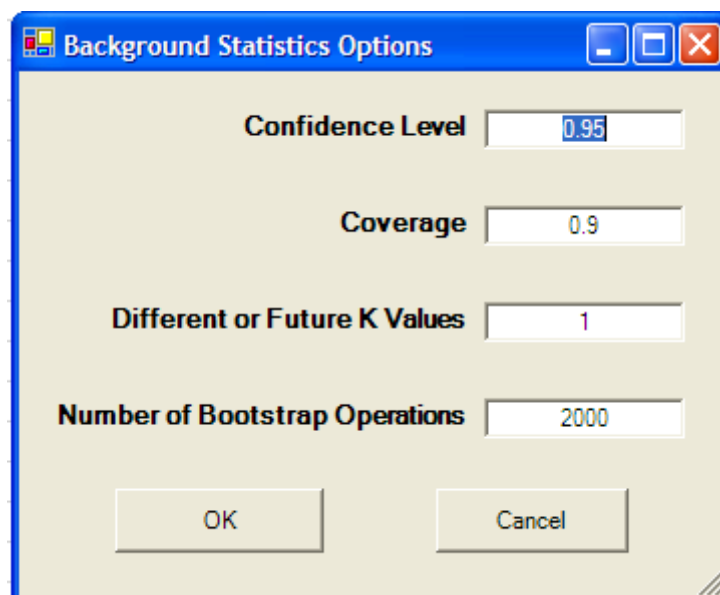 Background Statistics Options
Confidence Level 0.95
Coverage 0.9
Different or Future K Values 1
Number of Bootstrap Operations 2000
OK Cancel